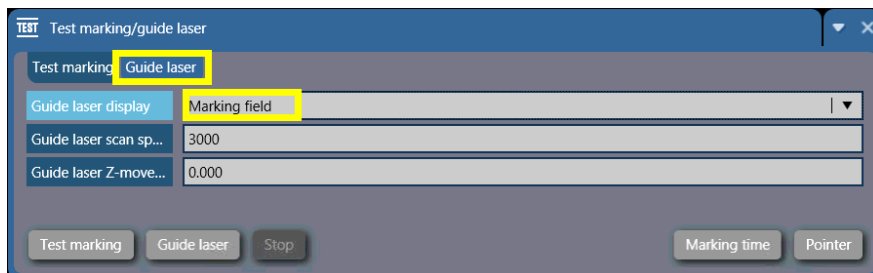 TEST Test marking/guide laser
Test marking Guide laser
Guide laser display Marking field
Guide laser scan sp... 3000
Guide laser Z-move... 0.000
Test marking Guide laser Stop Marking time Pointer